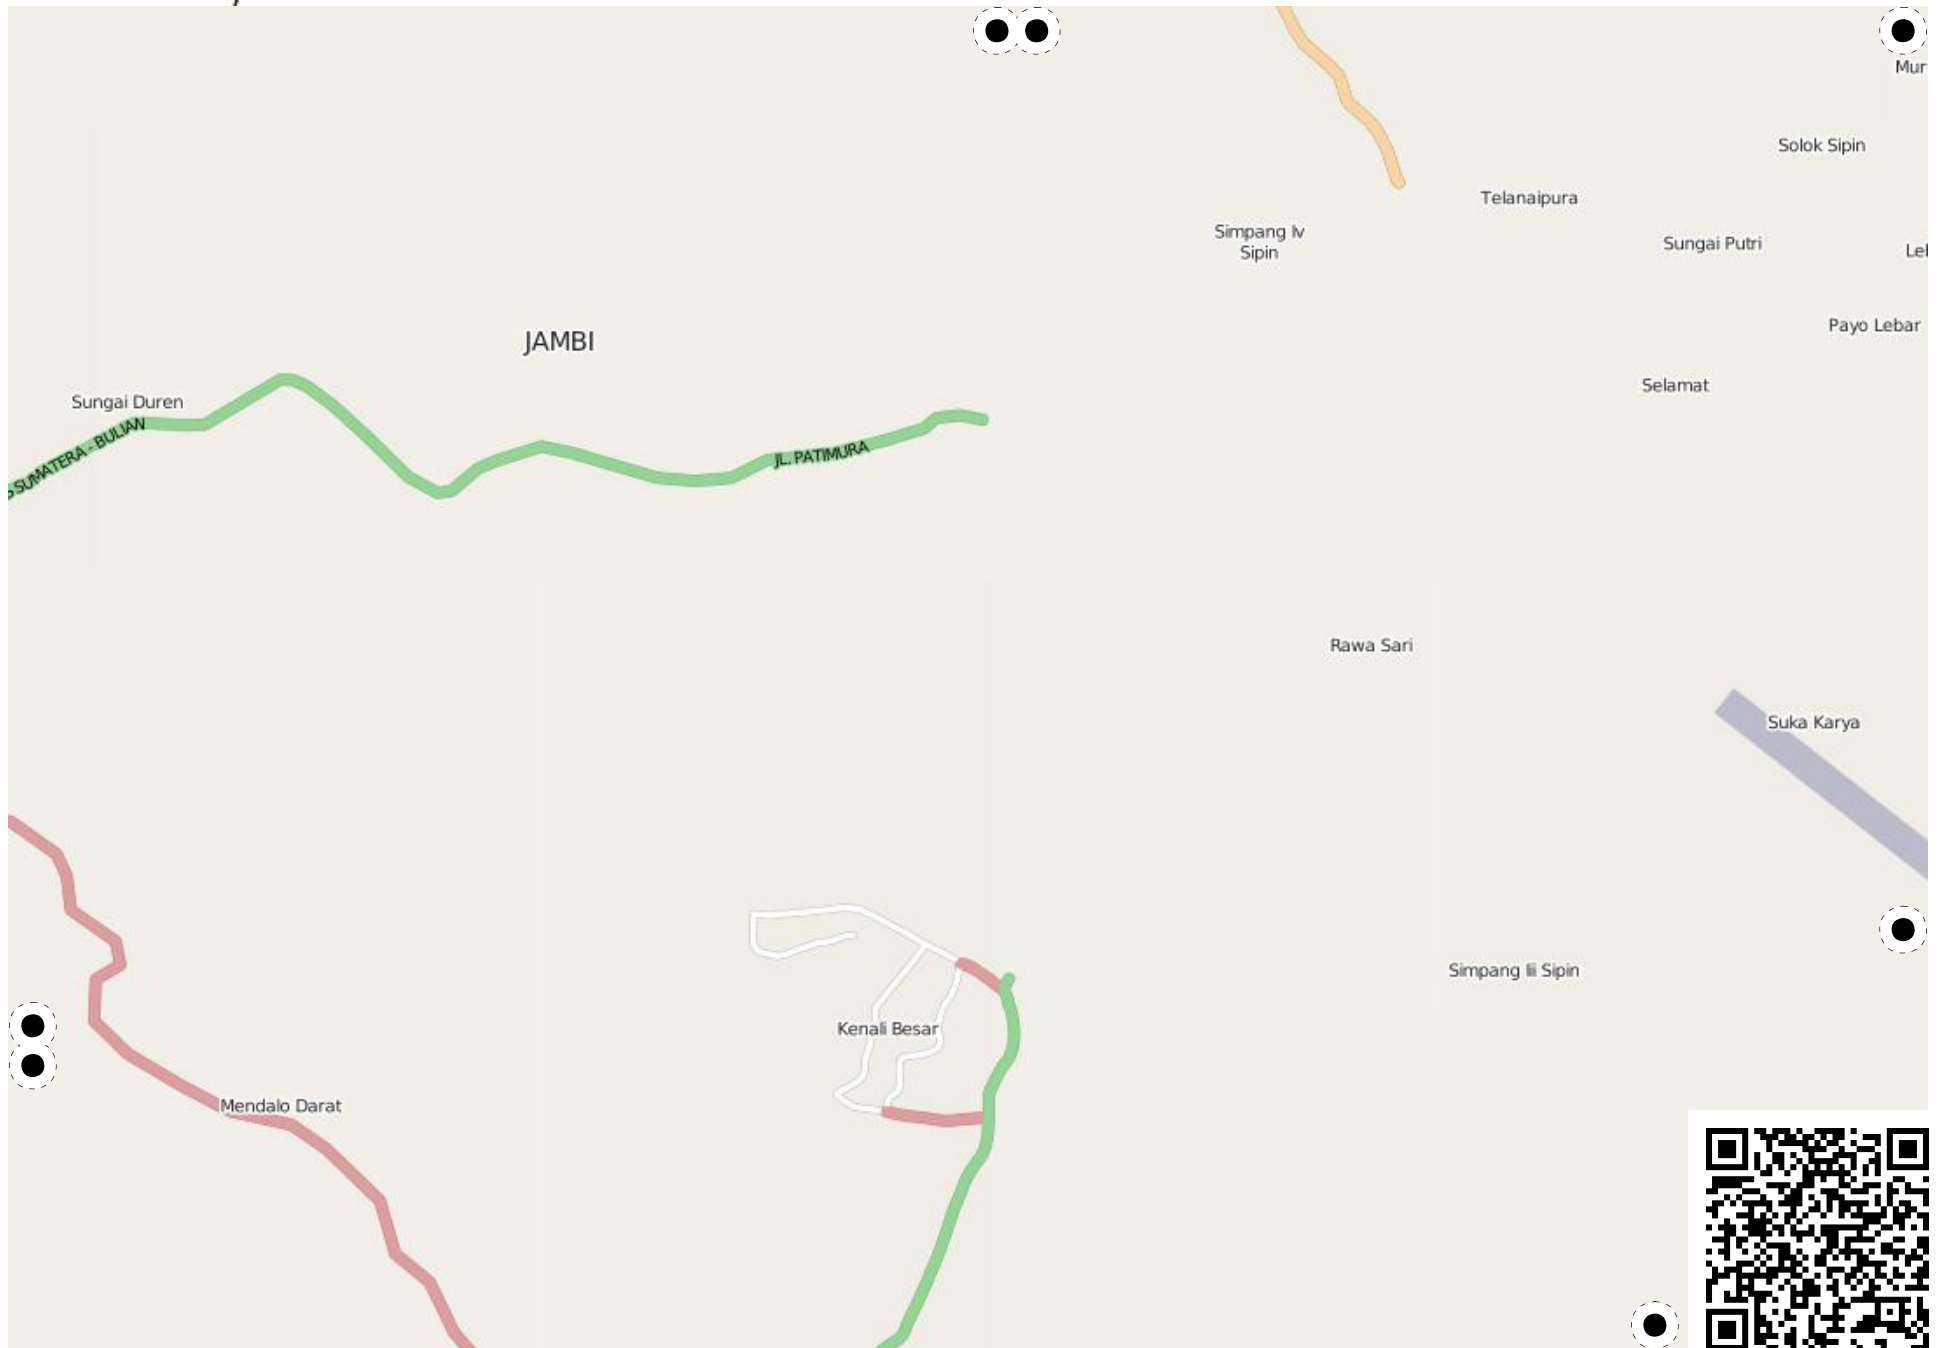 Mur
Solok Sipin
Telanaipura
Simpang Iv
Sipin
Sungai Putri
Payo Lebar
JAMBI
Selamat
Sungai Duren
SUMATERA - BULIAN
JL. PATIMURA
Rawa Sari
Suka Karya
Simpang Iii Sipin
Kenali Besar
Mendalo Darat